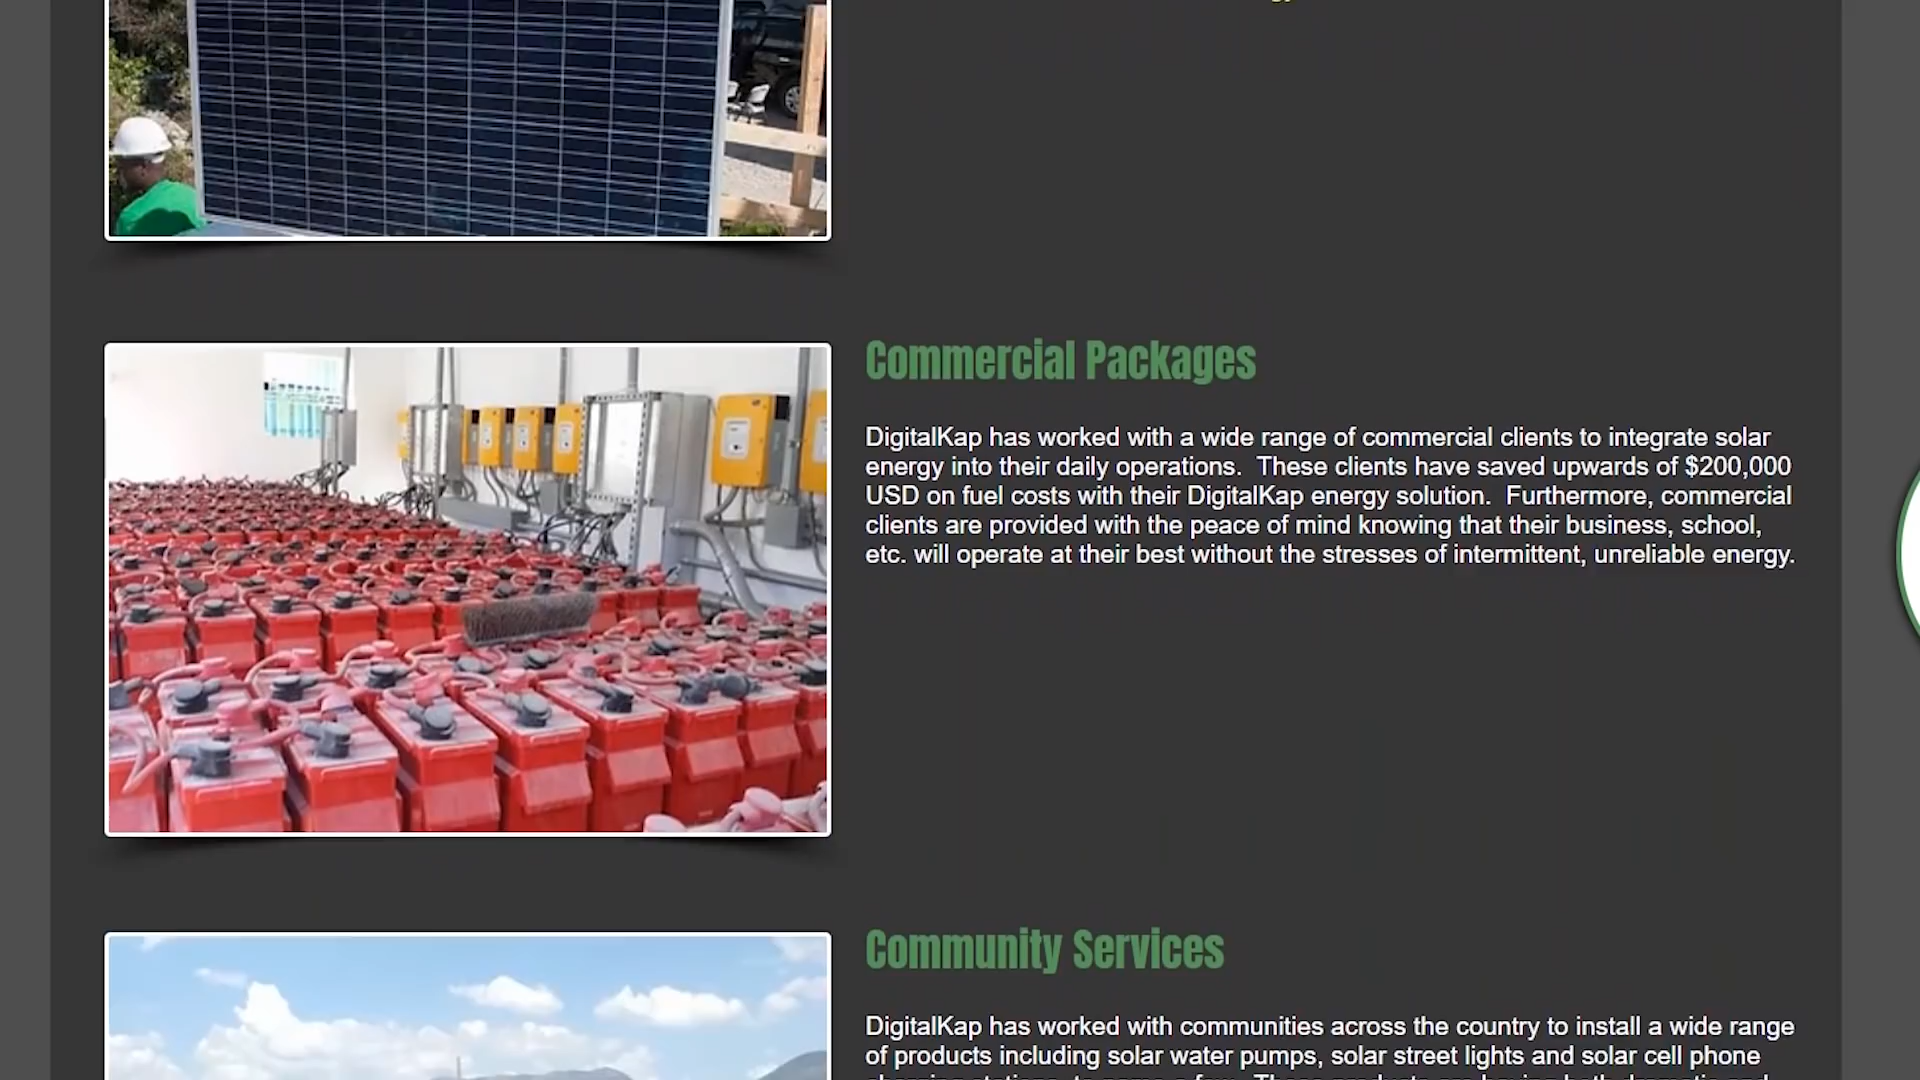 Commercial Packages
DigitalKap has worked with a wide range of commercial clients to integrate solar
energy into their daily operations.  These clients have saved upwards of $200,000
USD on fuel costs with their DigitalKap energy solution.  Furthermore, commercial
clients are provided with the peace of mind knowing that their business, school,
etc. will operate at their best without the stresses of intermittent, unreliable energy.
Community Services
DigitalKap has worked with communities across the country to install a wide range
of products including solar water pumps, solar street lights and solar cell phone